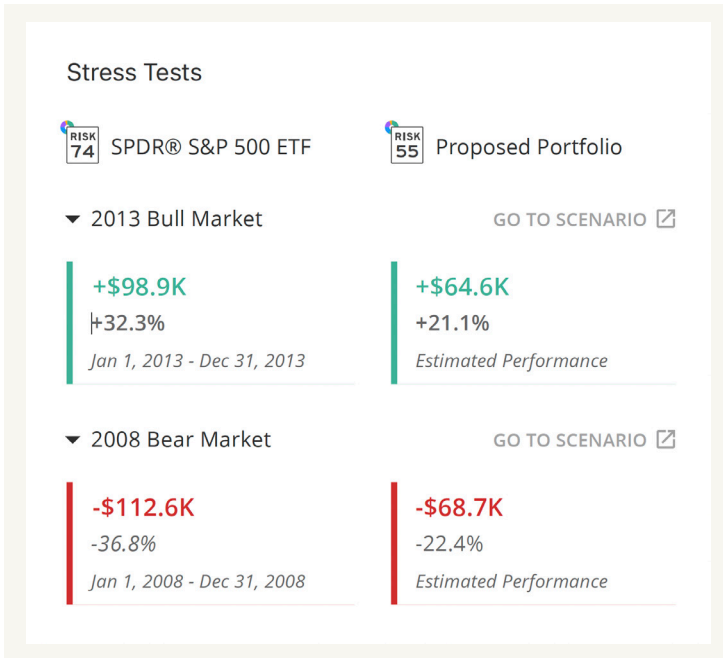 Stress Tests
RISK
74
SPDR® S&P 500 ETF
RISK
55
Proposed Portfolio
2013 Bull Market
GO TO SCENARIO
+$98.9K
+32.3%
Jan 1, 2013 - Dec 31, 2013
+$64.6K
+21.1%
Estimated Performance
2008 Bear Market
GO TO SCENARIO
-$112.6K
-36.8%
Jan 1, 2008 - Dec 31, 2008
-$68.7K
-22.4%
Estimated Performance